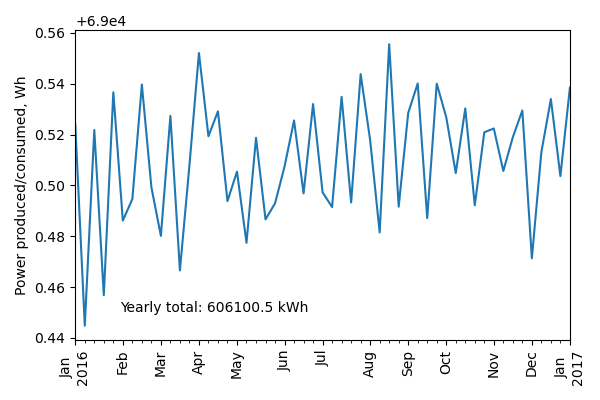 +6.9e4
0.56
0.54
0.52
0.50
0.48
0.46
0.44
Power produced/consumed, Wh
Yearly total: 606100.5 kWh
Jan
2016
Feb
Mar
Apr
May
Jun
Jul
Aug
Sep
Oct
Nov
Dec
Jan
2017